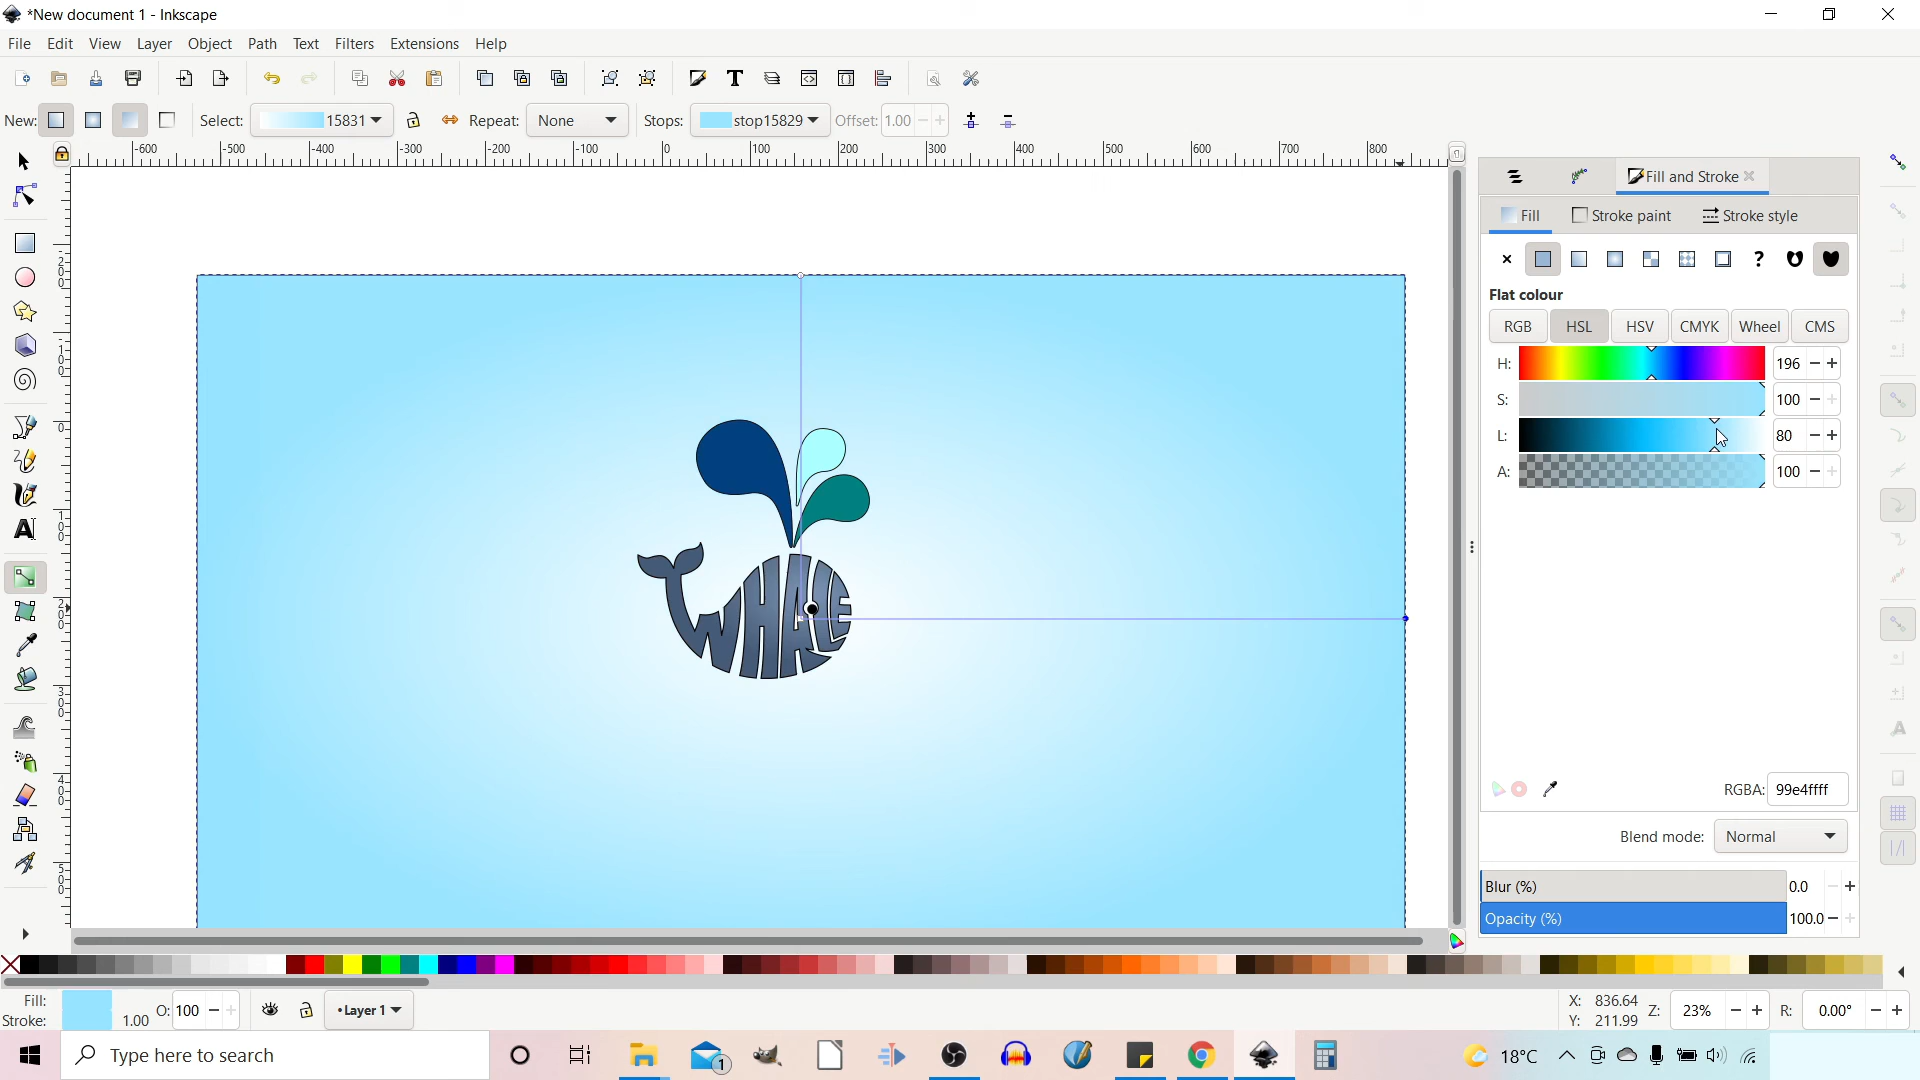 *New document 1 - Inkscape
File Edit View Layer Object Path Text Filters Extensions Help
New: Select: 15831 Repeat: None Stops: stop15829 Offset: 1.00
-600 -500 -400 -300 -200 -100 0 100 200 300 400 500 600 700 800
Fill and Stroke
Fill Stroke paint Stroke style
?
Flat colour
RGB HSL HSV CMYK Wheel CMS
H: 196
S: 100
L: 80
A: 100
WHALE
RGBA: 99e4ffff
Blend mode: Normal
Blur (%) 0.0
Opacity (%) 100.0
Fill:
Stroke: 1.00 O: 100 •Layer 1
X: 836.64
Y: 211.99
Z: 23% R: 0.00°
Type here to search
1
18°C